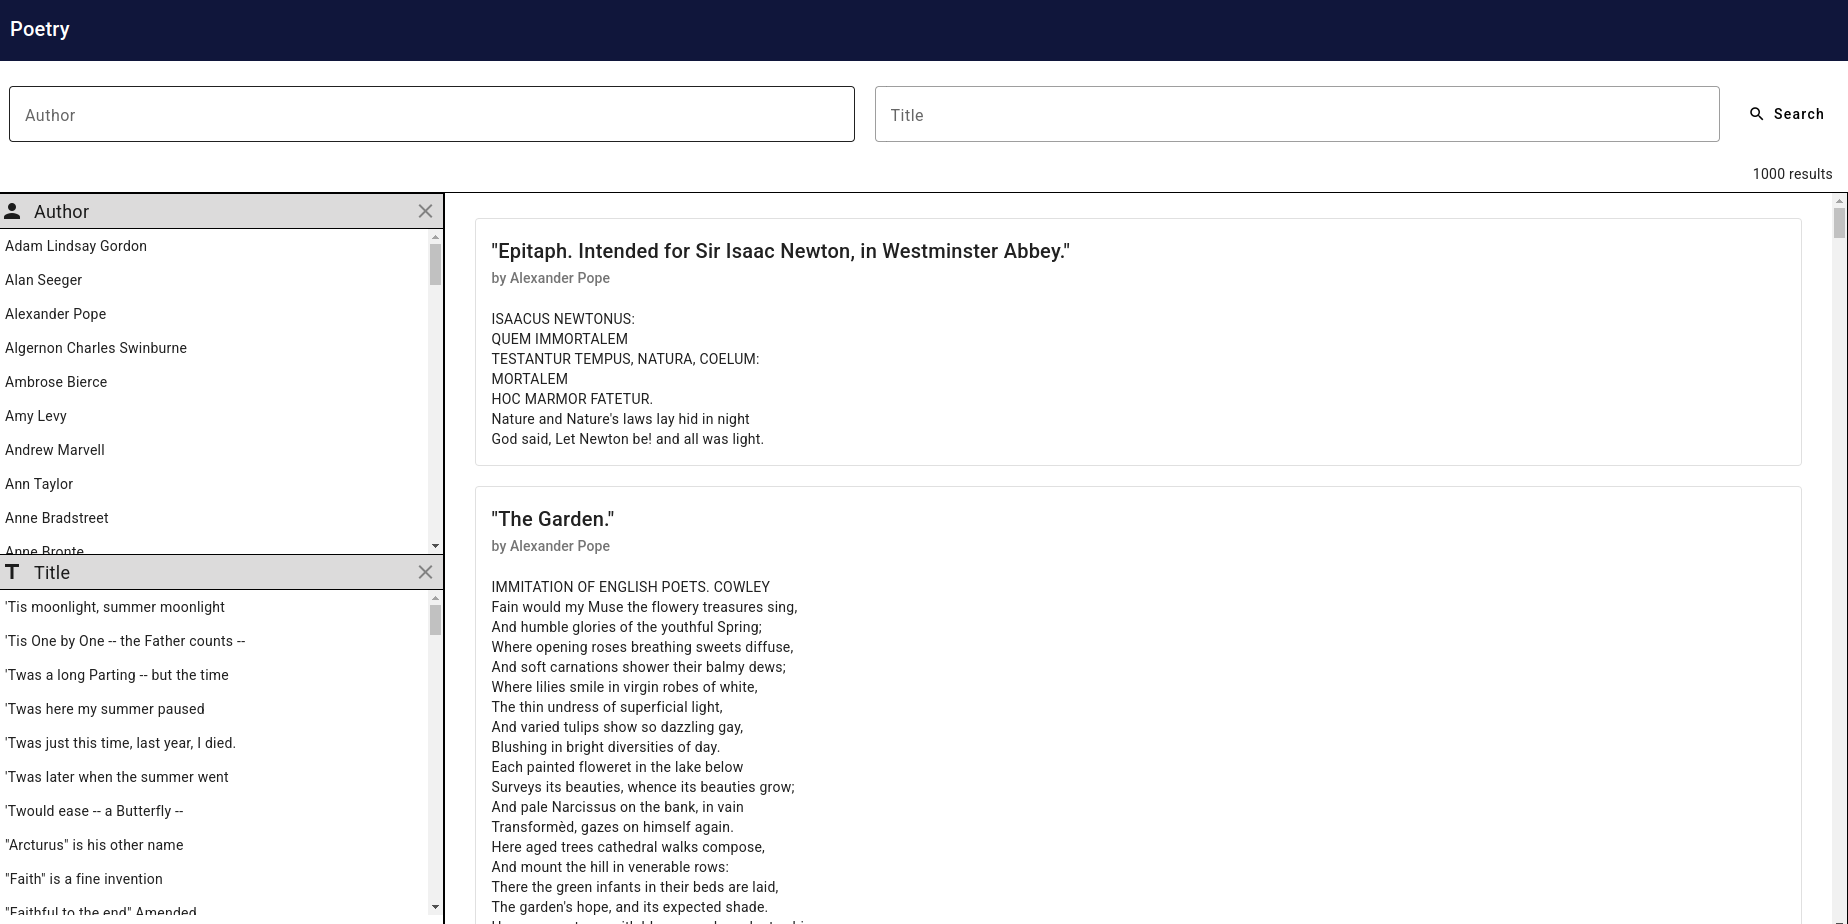 Poetry
Author
Title
Search
1000 results
Author
Adam Lindsay Gordon
Alan Seeger
Alexander Pope
Algernon Charles Swinburne
Ambrose Bierce
Amy Levy
Andrew Marvell
Ann Taylor
Anne Bradstreet
Anne Bronte
Title
'Tis moonlight, summer moonlight
'Tis One by One -- the Father counts --
'Twas a long Parting -- but the time
'Twas here my summer paused
'Twas just this time, last year, I died.
'Twas later when the summer went
'Twould ease -- a Butterfly --
"Arcturus" is his other name
"Faith" is a fine invention
"Faithful to the end" Amended
"Epitaph. Intended for Sir Isaac Newton, in Westminster Abbey."
by Alexander Pope
ISAACUS NEWTONUS:
QUEM IMMORTALEM
TESTANTUR TEMPUS, NATURA, COELUM:
MORTALEM
HOC MARMOR FATETUR.
Nature and Nature's laws lay hid in night
God said, Let Newton be! and all was light.
"The Garden."
by Alexander Pope
IMMITATION OF ENGLISH POETS. COWLEY
Fain would my Muse the flowery treasures sing,
And humble glories of the youthful Spring;
Where opening roses breathing sweets diffuse,
And soft carnations shower their balmy dews;
Where lilies smile in virgin robes of white,
The thin undress of superficial light,
And varied tulips show so dazzling gay,
Blushing in bright diversities of day.
Each painted floweret in the lake below
Surveys its beauties, whence its beauties grow;
And pale Narcissus on the bank, in vain
Transformèd, gazes on himself again.
Here aged trees cathedral walks compose,
And mount the hill in venerable rows:
There the green infants in their beds are laid,
The garden's hope, and its expected shade.